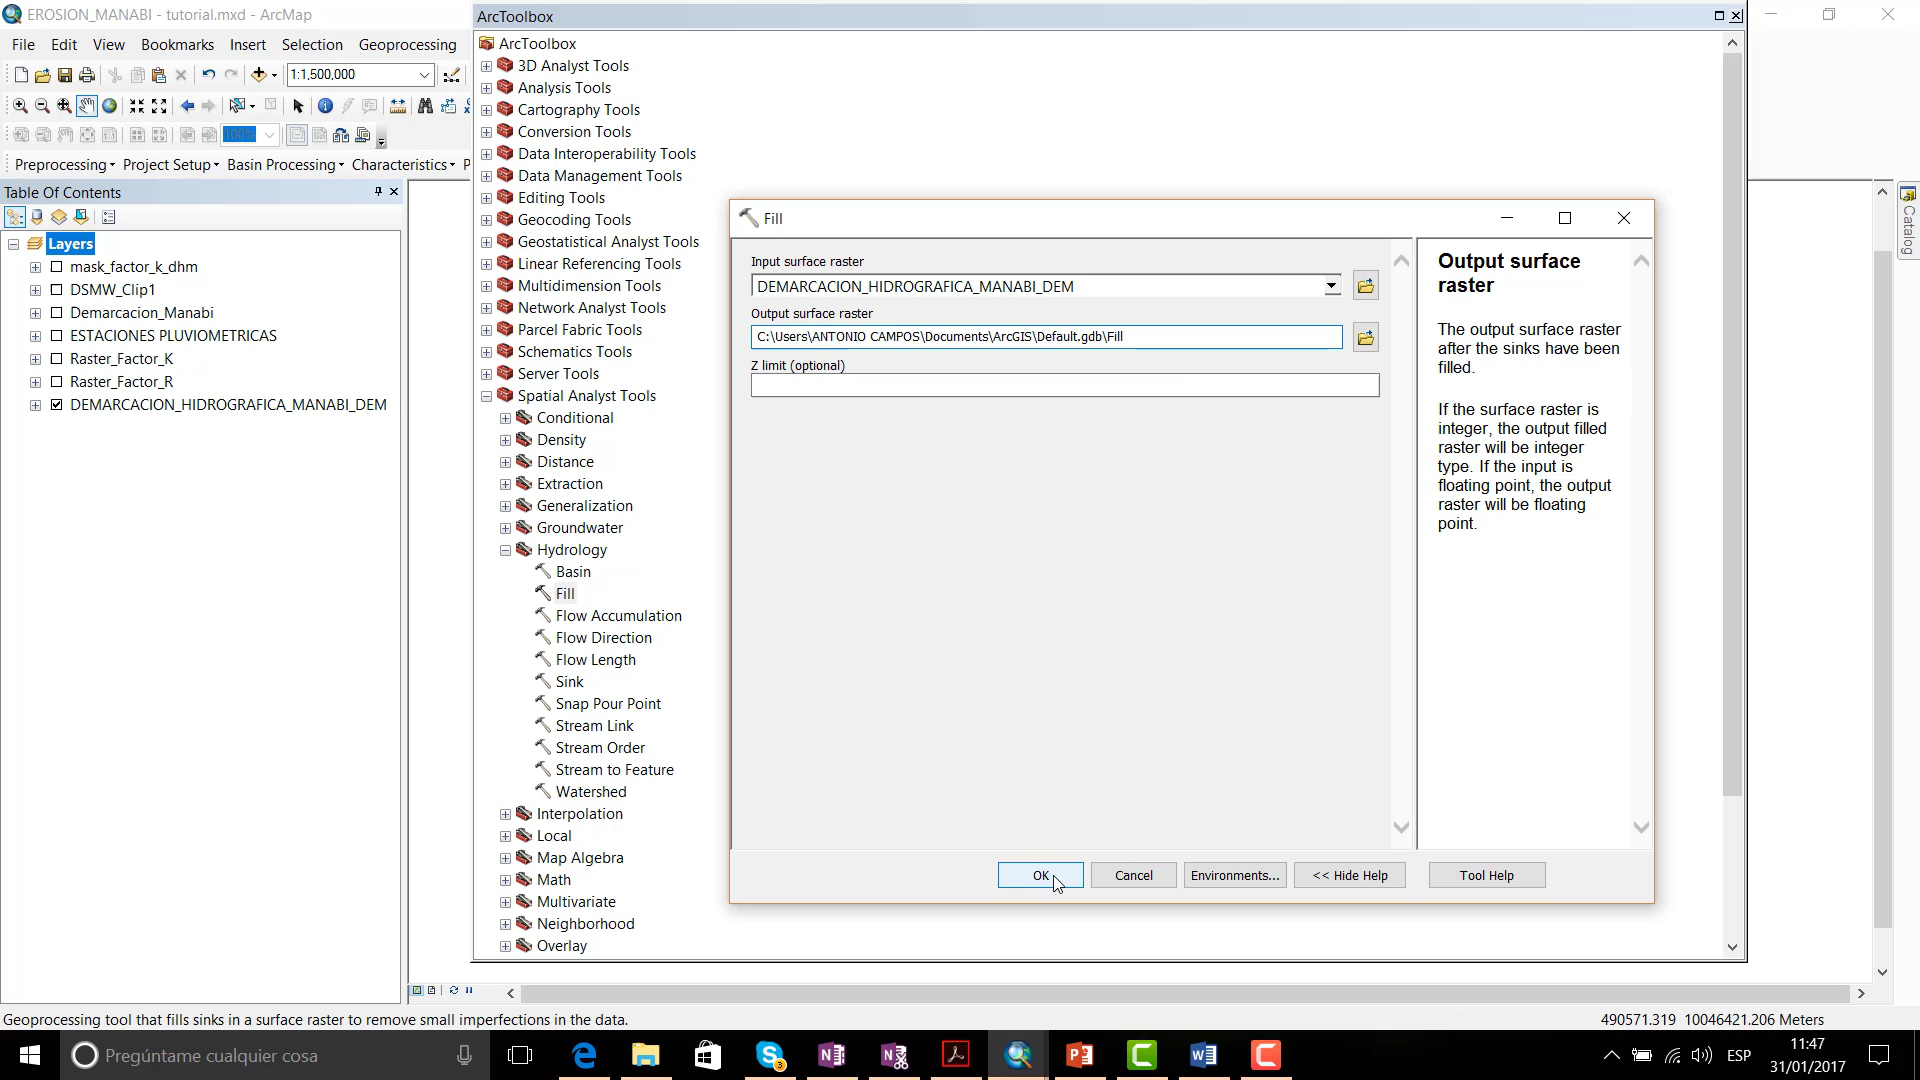 EROSION_MANABI - tutorial.mxd - ArcMap
File Edit View Bookmarks Insert Selection Geoprocessing
1:1,500,000
100%
Preprocessing Project Setup Basin Processing Characteristics P
Table Of Contents
Layers
mask_factor_k_dhm
DSMW_Clip1
Demarcacion_Manabi
ESTACIONES PLUVIOMETRICAS
Raster_Factor_K
Raster_Factor_R
DEMARCACION_HIDROGRAFICA_MANABI_DEM
ArcToolbox
ArcToolbox
3D Analyst Tools
Analysis Tools
Cartography Tools
Conversion Tools
Data Interoperability Tools
Data Management Tools
Editing Tools
Geocoding Tools
Geostatistical Analyst Tools
Linear Referencing Tools
Multidimension Tools
Network Analyst Tools
Parcel Fabric Tools
Schematics Tools
Server Tools
Spatial Analyst Tools
Conditional
Density
Distance
Extraction
Generalization
Groundwater
Hydrology
Basin
Fill
Flow Accumulation
Flow Direction
Flow Length
Sink
Snap Pour Point
Stream Link
Stream Order
Stream to Feature
Watershed
Interpolation
Local
Map Algebra
Math
Multivariate
Neighborhood
Overlay
Fill
Input surface raster
DEMARCACION_HIDROGRAFICA_MANABI_DEM
Output surface raster
C:\Users\ANTONIO CAMPOS\Documents\ArcGIS\Default.gdb\Fill
Z limit (optional)
OK Cancel Environments... << Hide Help Tool Help
Output surface
raster
The output surface raster
after the sinks have been
filled.
If the surface raster is
integer, the output filled
raster will be integer
type. If the input is
floating point, the output
raster will be floating
point.
Catalog
Geoprocessing tool that fills sinks in a surface raster to remove small imperfections in the data.
490571.319 10046421.206 Meters
Pregúntame cualquier cosa
3
ESP
11:47
31/01/2017